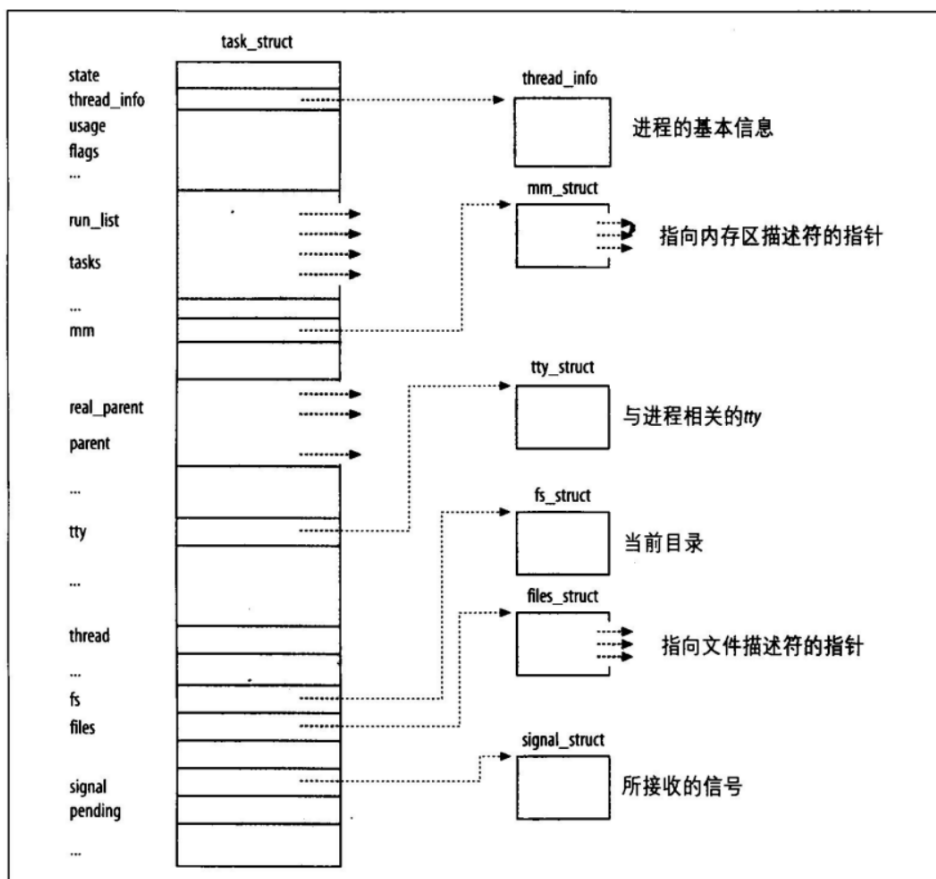 task_struct
state
thread_info
usage
flags
...
run_list
tasks
...
mm
real_parent
parent
...
tty
...
thread
...
fs
files
signal
pending
...
thread_info
进程的基本信息
mm_struct
指向内存区描述符的指针
tty_struct
与进程相关的tty
fs_struct
当前目录
files_struct
指向文件描述符的指针
signal_struct
所接收的信号